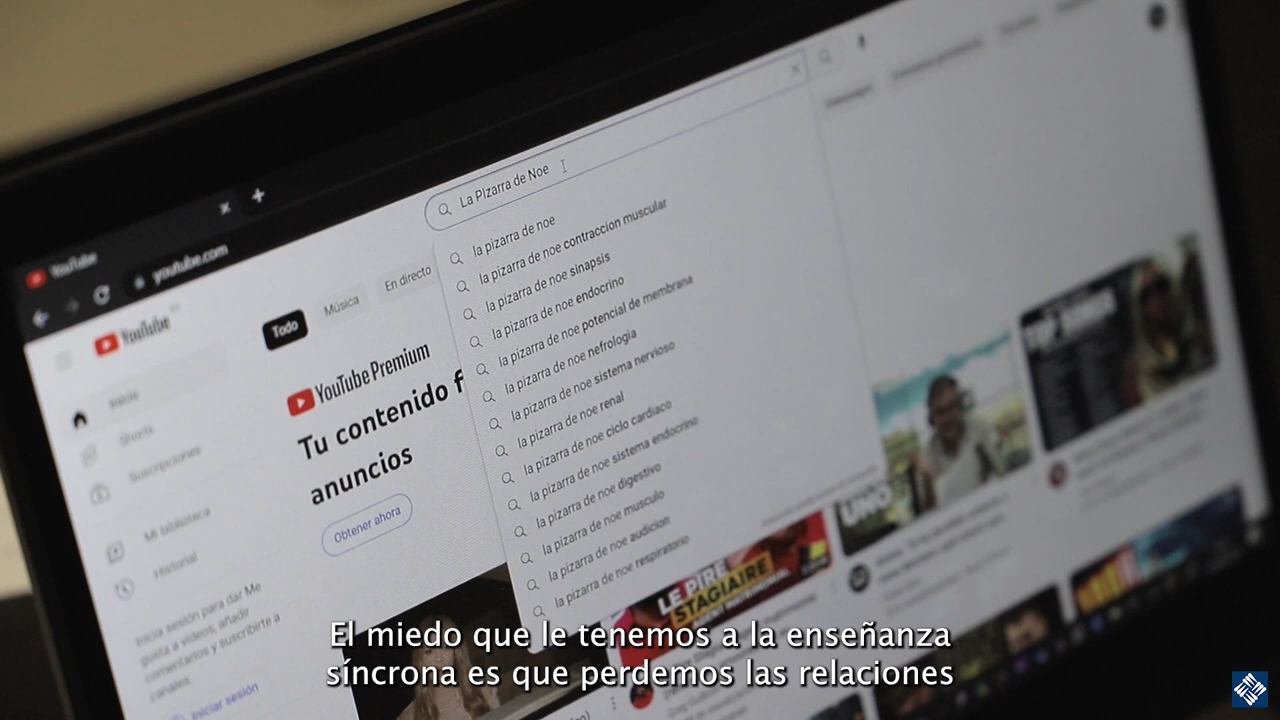 YouTube
youtube.com
YouTube
La Pizarra de Noe
Todo
Música
En directo
la pizarra de noe
la pizarra de noe contraccion muscular
la pizarra de noe sinapsis
la pizarra de noe endocrino
la pizarra de noe potencial de membrana
la pizarra de noe nefrologia
la pizarra de noe sistema nervioso
la pizarra de noe renal
la pizarra de noe ciclo cardiaco
la pizarra de noe sistema endocrino
la pizarra de noe digestivo
la pizarra de noe musculo
la pizarra de noe audicion
la pizarra de noe respiratorio
Inicio
Shorts
Suscripciones
Mi biblioteca
Historial
Inicia sesión para dar Me
gusta a vídeos, añadir
comentarios y suscribirte a
canales.
Iniciar sesión
YouTube Premium
Tu contenido f
anuncios
Obtener ahora
UNO
LE PIRE
STAGIAIRE
El miedo que le tenemos a la enseñanza
síncrona es que perdemos las relaciones